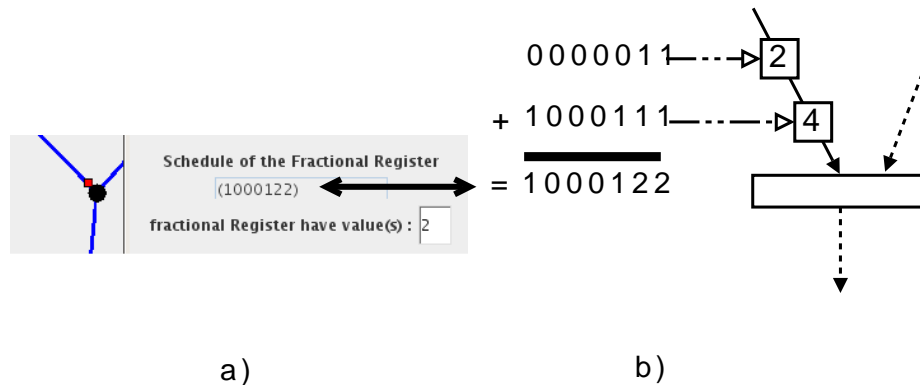 Schedule of the Fractional Register
(1000122)
fractional Register have value(s) : 2
0000011 2
+ 1000111 4
= 1000122
a)
b)